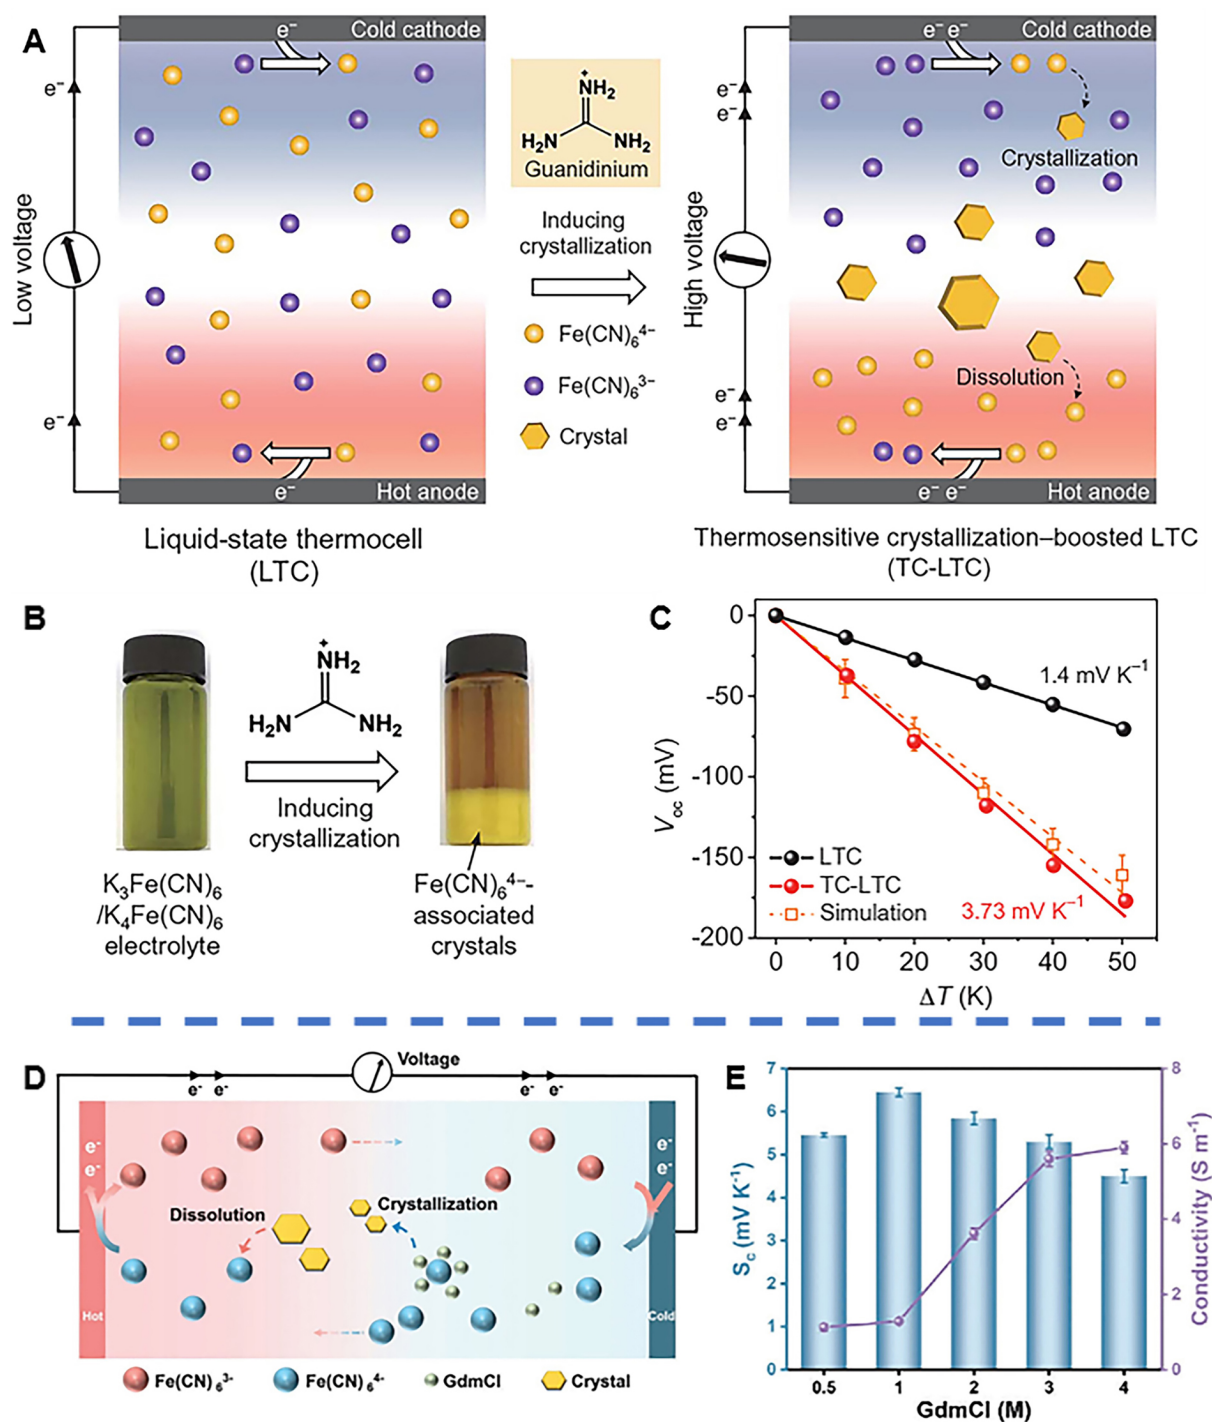 A
e⁻
Cold cathode
e⁻
Low voltage
e⁻
e⁻
Hot anode
Liquid-state thermocell
(LTC)
⁺NH₂
H₂N NH₂
Guanidinium
Inducing
crystallization
Fe(CN)₆⁴⁻
Fe(CN)₆³⁻
Crystal
e⁻ e⁻
Cold cathode
e⁻
e⁻
Crystallization
High voltage
Dissolution
e⁻
e⁻
e⁻ e⁻
Hot anode
Thermosensitive crystallization–boosted LTC
(TC-LTC)
B
⁺NH₂
H₂N NH₂
Inducing
crystallization
K₃Fe(CN)₆
/K₄Fe(CN)₆
electrolyte
Fe(CN)₆⁴⁻-
associated
crystals
C
0
-50
-100
-150
-200
V_oc (mV)
1.4 mV K⁻¹
LTC
TC-LTC
Simulation
3.73 mV K⁻¹
0 10 20 30 40 50
ΔT (K)
D
Voltage
e⁻ e⁻
e⁻ e⁻
e⁻
e⁻
e⁻
e⁻
Dissolution
Crystallization
Hot
Cold
Fe(CN)₆³⁻
Fe(CN)₆⁴⁻
GdmCl
Crystal
E
7
6
5
4
3
2
1
0
S_c (mV K⁻¹)
8
6
4
2
0
Conductivity (S m⁻¹)
0.5 1 2 3 4
GdmCl (M)